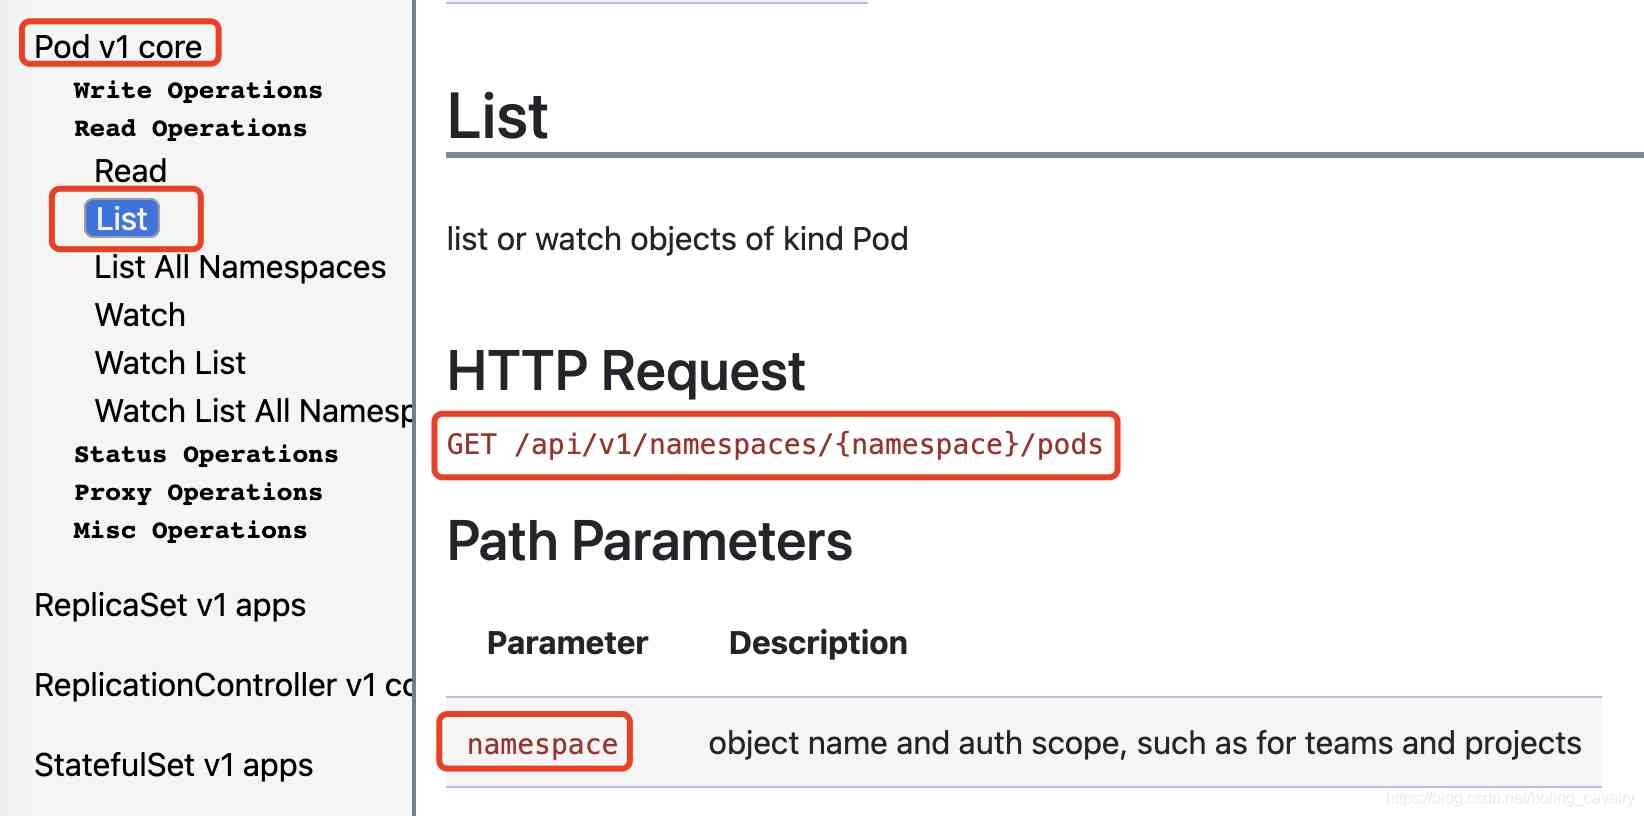 Pod v1 core
Write Operations
Read Operations
Read
List
List All Namespaces
Watch
Watch List
Watch List All Namesp
Status Operations
Proxy Operations
Misc Operations
ReplicaSet v1 apps
ReplicationController v1 co
StatefulSet v1 apps
List
list or watch objects of kind Pod
HTTP Request
GET /api/v1/namespaces/{namespace}/pods
Path Parameters
Parameter Description
namespace object name and auth scope, such as for teams and projects
https://blog.csdn.net/boling_cavalry